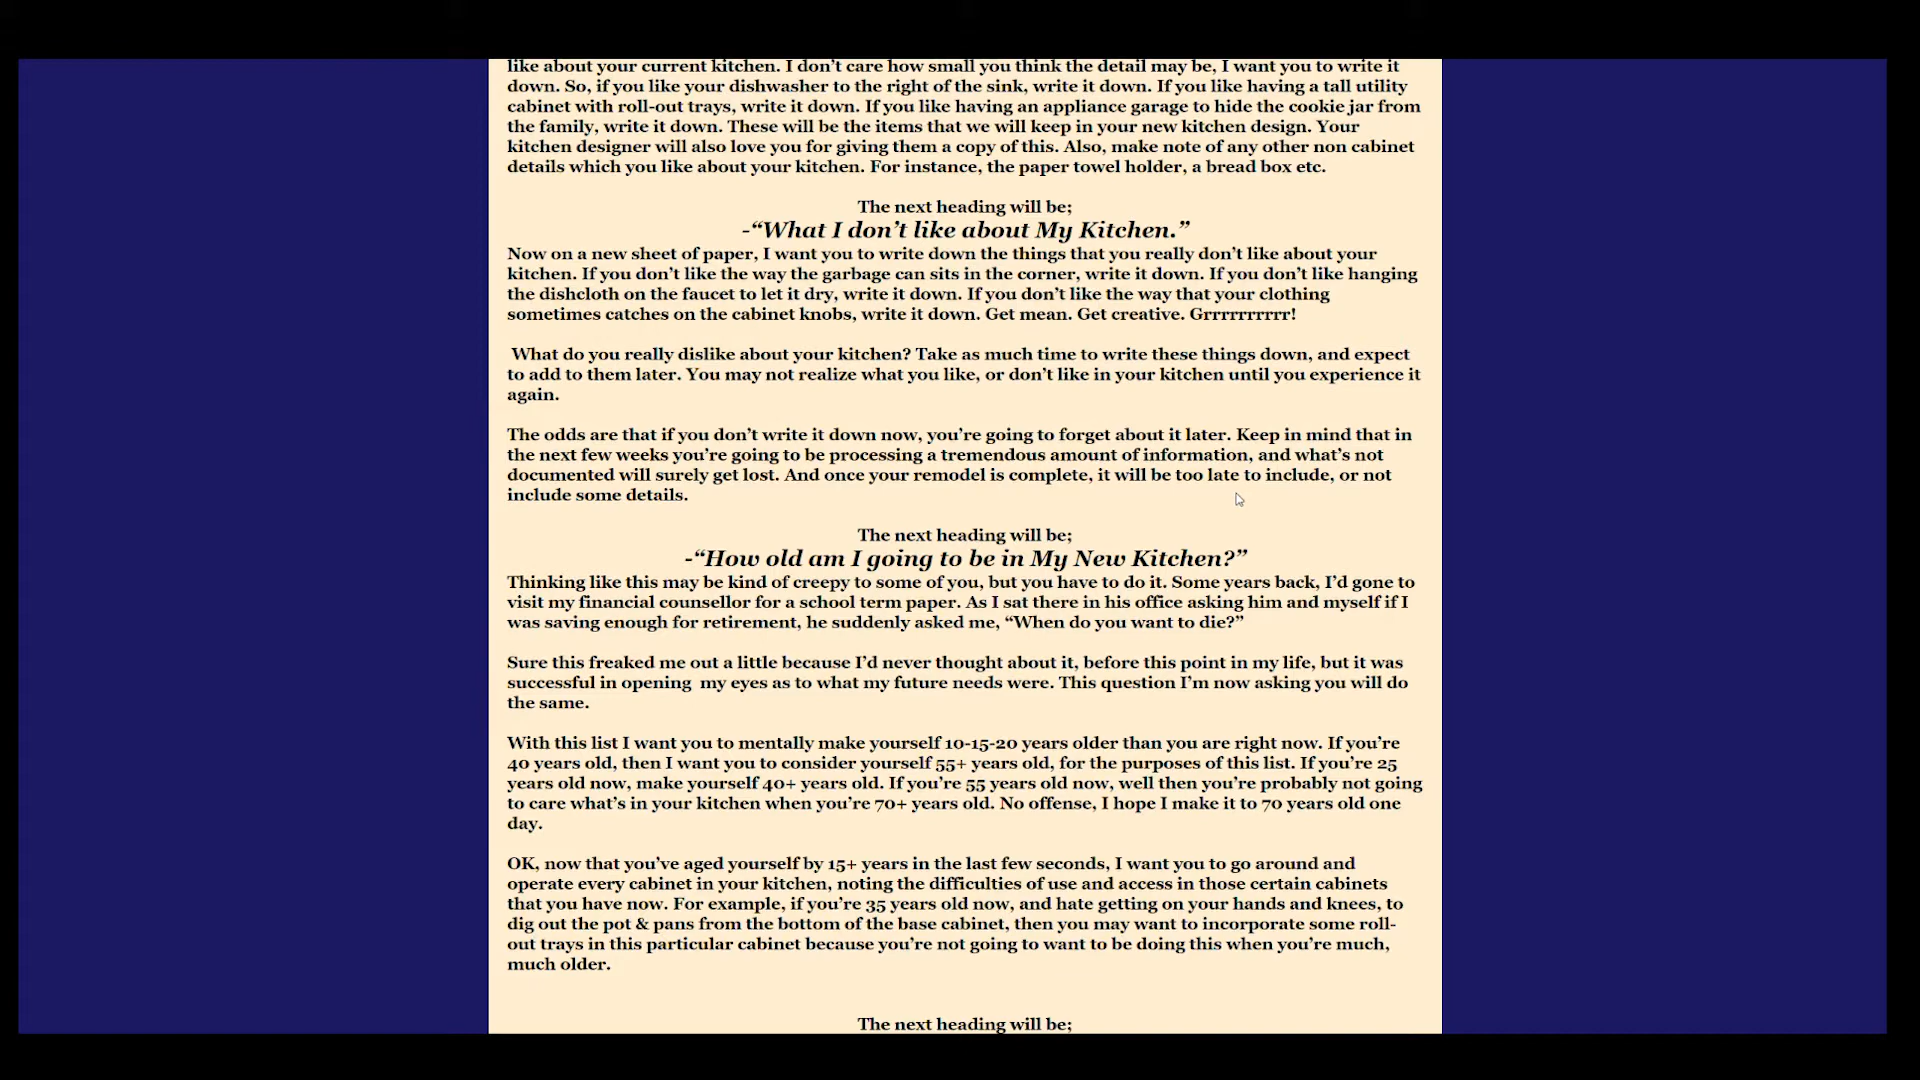 like about your current kitchen. I don’t care how small you think the detail may be, I want you to write it
down. So, if you like your dishwasher to the right of the sink, write it down. If you like having a tall utility
cabinet with roll-out trays, write it down. If you like having an appliance garage to hide the cookie jar from
the family, write it down. These will be the items that we will keep in your new kitchen design. Your
kitchen designer will also love you for giving them a copy of this. Also, make note of any other non cabinet
details which you like about your kitchen. For instance, the paper towel holder, a bread box etc.
The next heading will be;
-“What I don’t like about My Kitchen.”
Now on a new sheet of paper, I want you to write down the things that you really don’t like about your
kitchen. If you don’t like the way the garbage can sits in the corner, write it down. If you don’t like hanging
the dishcloth on the faucet to let it dry, write it down. If you don’t like the way that your clothing
sometimes catches on the cabinet knobs, write it down. Get mean. Get creative. Grrrrrrrrrr!
What do you really dislike about your kitchen? Take as much time to write these things down, and expect
to add to them later. You may not realize what you like, or don’t like in your kitchen until you experience it
again.
The odds are that if you don’t write it down now, you’re going to forget about it later. Keep in mind that in
the next few weeks you’re going to be processing a tremendous amount of information, and what’s not
documented will surely get lost. And once your remodel is complete, it will be too late to include, or not
include some details.
The next heading will be;
-“How old am I going to be in My New Kitchen?”
Thinking like this may be kind of creepy to some of you, but you have to do it. Some years back, I’d gone to
visit my financial counsellor for a school term paper. As I sat there in his office asking him and myself if I
was saving enough for retirement, he suddenly asked me, “When do you want to die?”
Sure this freaked me out a little because I’d never thought about it, before this point in my life, but it was
successful in opening  my eyes as to what my future needs were. This question I’m now asking you will do
the same.
With this list I want you to mentally make yourself 10-15-20 years older than you are right now. If you’re
40 years old, then I want you to consider yourself 55+ years old, for the purposes of this list. If you’re 25
years old now, make yourself 40+ years old. If you’re 55 years old now, well then you’re probably not going
to care what’s in your kitchen when you’re 70+ years old. No offense, I hope I make it to 70 years old one
day.
OK, now that you’ve aged yourself by 15+ years in the last few seconds, I want you to go around and
operate every cabinet in your kitchen, noting the difficulties of use and access in those certain cabinets
that you have now. For example, if you’re 35 years old now, and hate getting on your hands and knees, to
dig out the pot & pans from the bottom of the base cabinet, then you may want to incorporate some roll-
out trays in this particular cabinet because you’re not going to want to be doing this when you’re much,
much older.
The next heading will be;